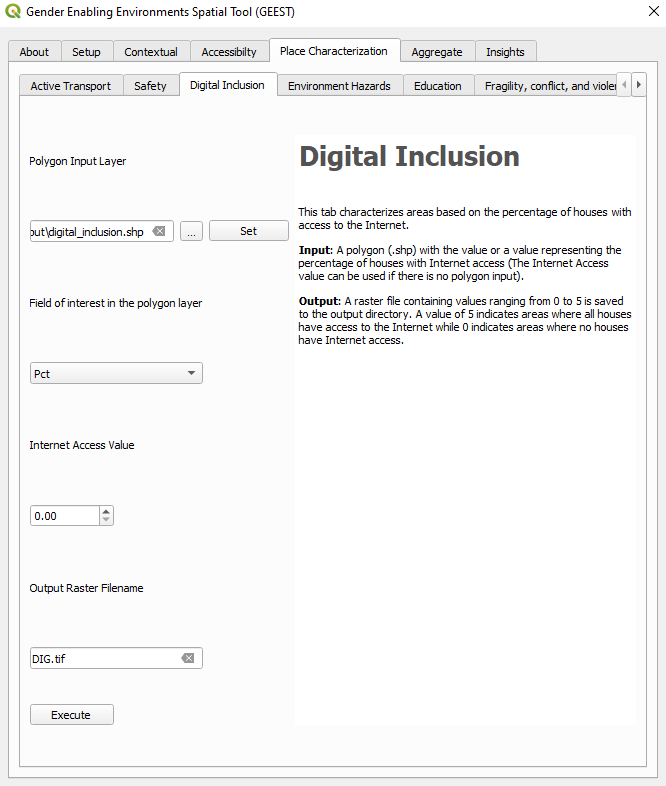 Gender Enabling Environments Spatial Tool (GEEST)
About Setup Contextual Accessibilty Place Characterization Aggregate Insights
Active Transport Safety Digital Inclusion Environment Hazards Education Fragility, conflict, and violen
Digital Inclusion
Polygon Input Layer
This tab characterizes areas based on the percentage of houses with
access to the Internet.
out\digital_inclusion.shp ... Set
Input: A polygon (.shp) with the value or a value representing the
percentage of houses with Internet access (The Internet Access
value can be used if there is no polygon input).
Field of interest in the polygon layer
Output: A raster file containing values ranging from 0 to 5 is saved
to the output directory. A value of 5 indicates areas where all houses
have access to the Internet while 0 indicates areas where no houses
have Internet access.
Pct
Internet Access Value
0.00
Output Raster Filename
DIG.tif
Execute